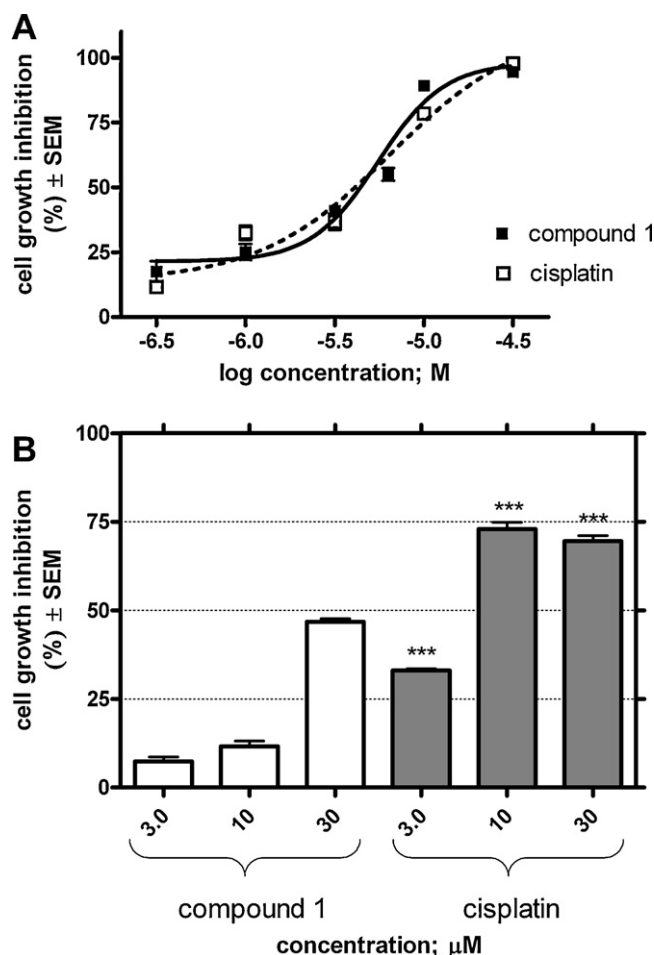 A
cell growth inhibition
(%) ± SEM
100
75
50
25
0
compound 1
cisplatin
-6.5 -6.0 -5.5 -5.0 -4.5
log concentration; M
B
cell growth inhibition
(%) ± SEM
100
75
50
25
0
*** *** ***
3.0 10 30 3.0 10 30
compound 1 cisplatin
concentration; µM